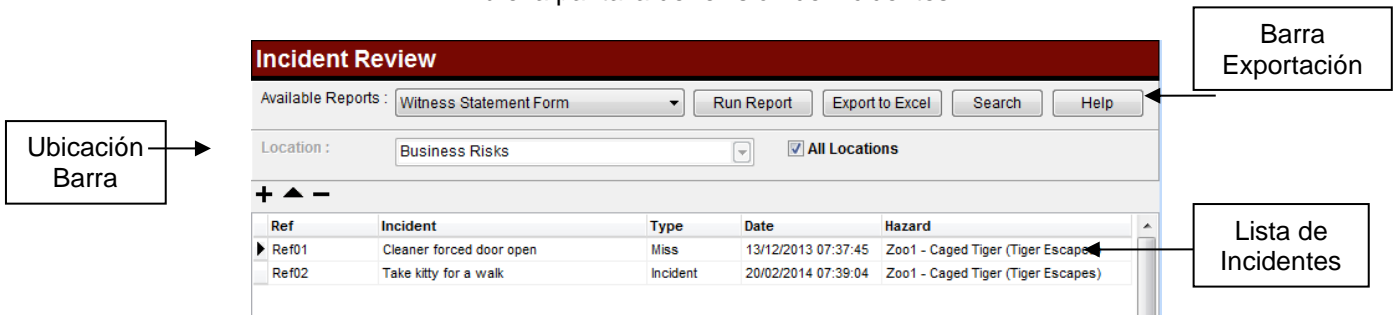 Barra
Exportación
Incident Review
Available Reports : Witness Statement Form Run Report Export to Excel Search Help
Ubicación
Barra
Location : Business Risks All Locations
Ref Incident Type Date Hazard
Ref01 Cleaner forced door open Miss 13/12/2013 07:37:45 Zoo1 - Caged Tiger (Tiger Escapes
Ref02 Take kitty for a walk Incident 20/02/2014 07:39:04 Zoo1 - Caged Tiger (Tiger Escapes)
Lista de
Incidentes